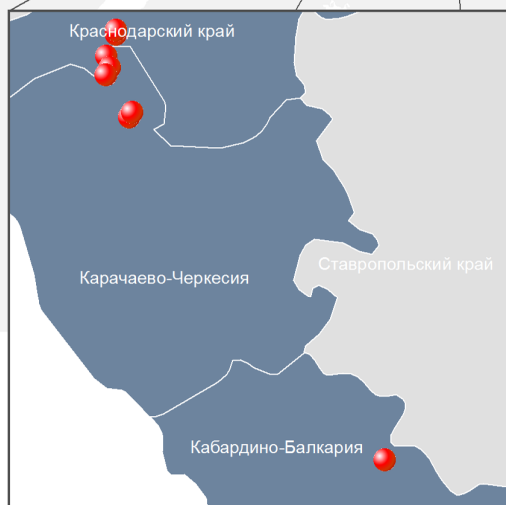 Краснодарский край
Ставропольский край
Карачаево-Черкесия
Кабардино-Балкария